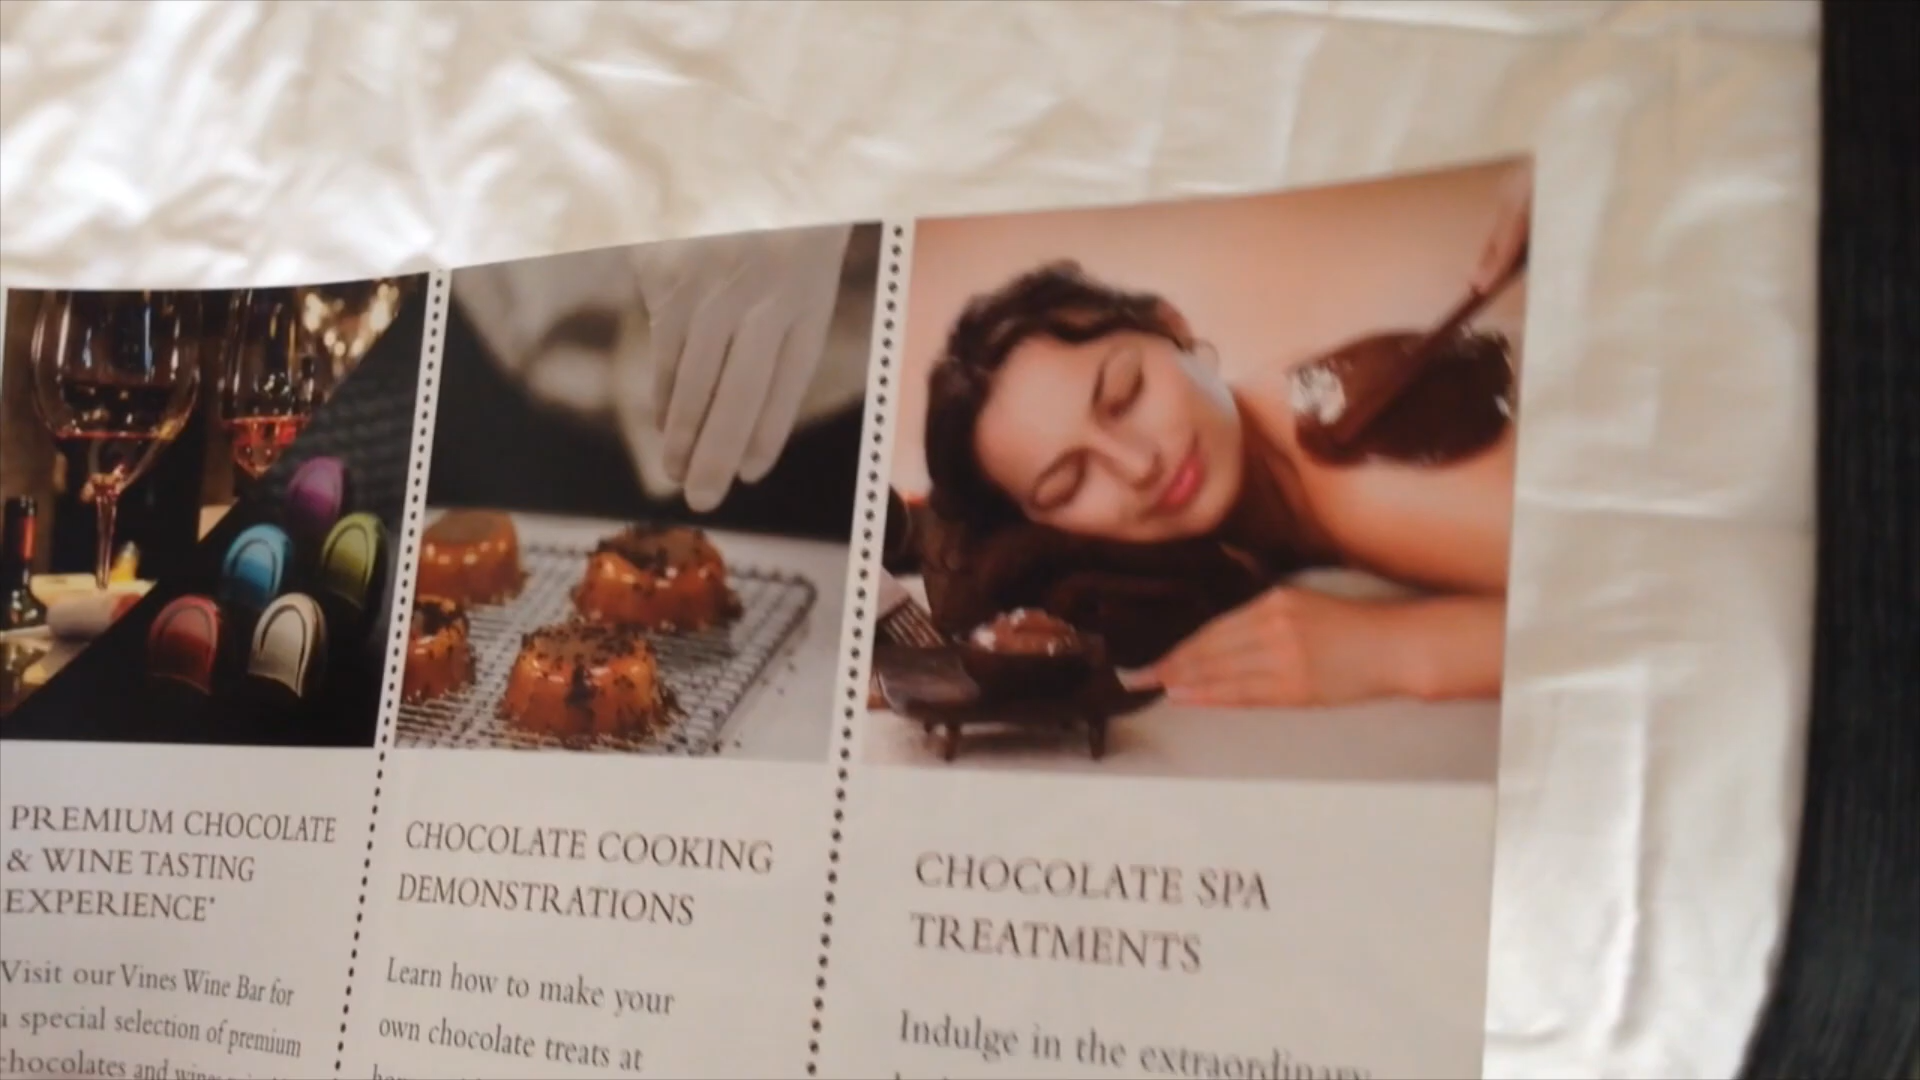 PREMIUM CHOCOLATE
& WINE TASTING
EXPERIENCE*
Visit our Vines Wine Bar for
a special selection of premium
chocolates and
CHOCOLATE COOKING
DEMONSTRATIONS
Learn how to make your
own chocolate treats at
CHOCOLATE SPA
TREATMENTS
Indulge in the extraordinary